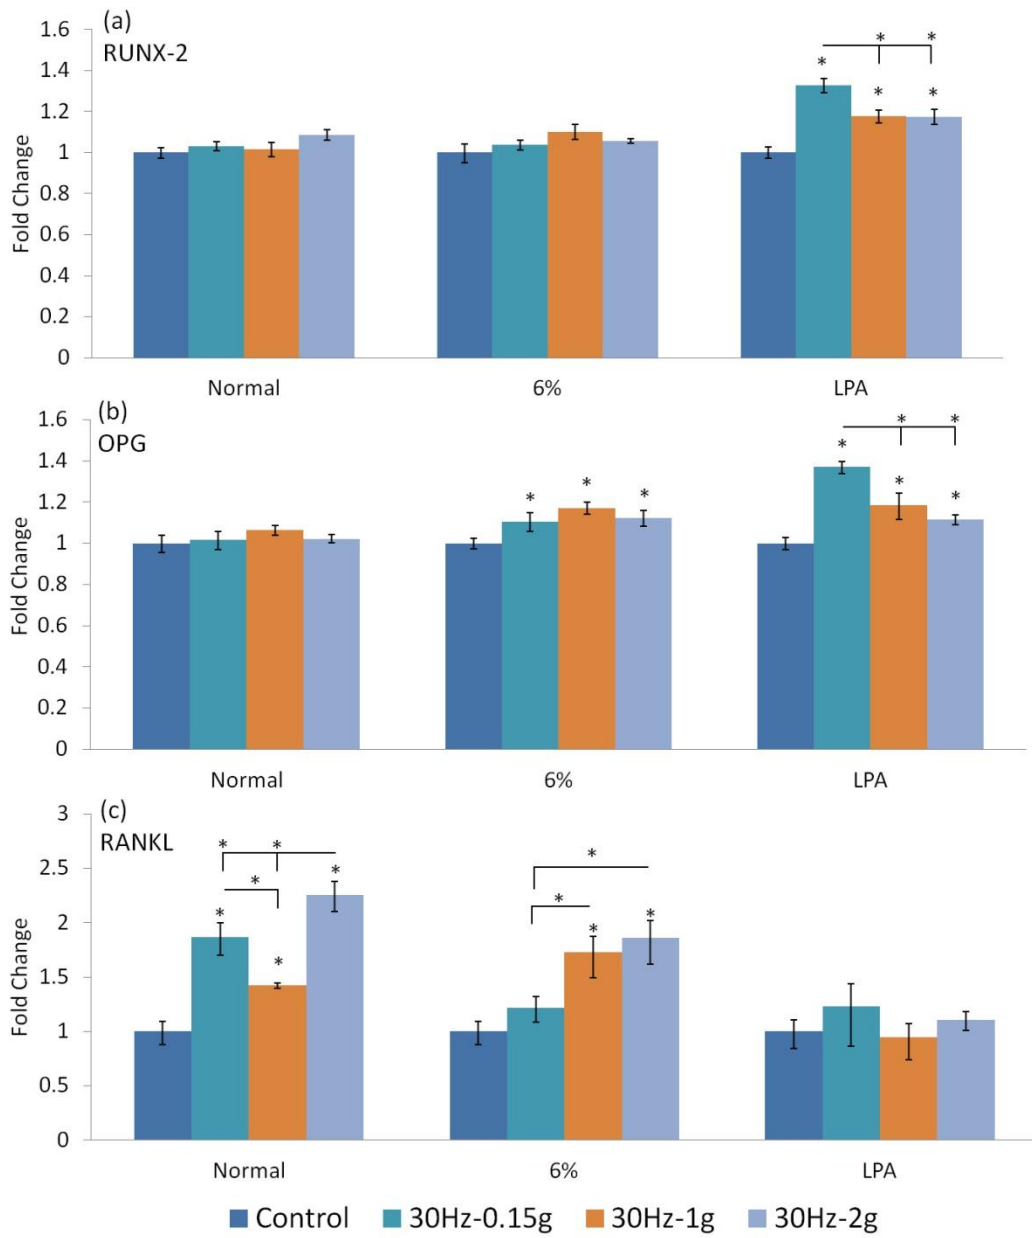 (a)
RUNX-2
Fold Change
1.6
1.4
1.2
1
0.8
0.6
0.4
0.2
0
* * *
* * *
Normal 6% LPA
(b)
OPG
Fold Change
1.6
1.4
1.2
1
0.8
0.6
0.4
0.2
0
* * *
* * * * * *
Normal 6% LPA
(c)
RANKL
Fold Change
3
2.5
2
1.5
1
0.5
0
* * *
* * *
* * * *
*
Normal 6% LPA
Control 30Hz-0.15g 30Hz-1g 30Hz-2g